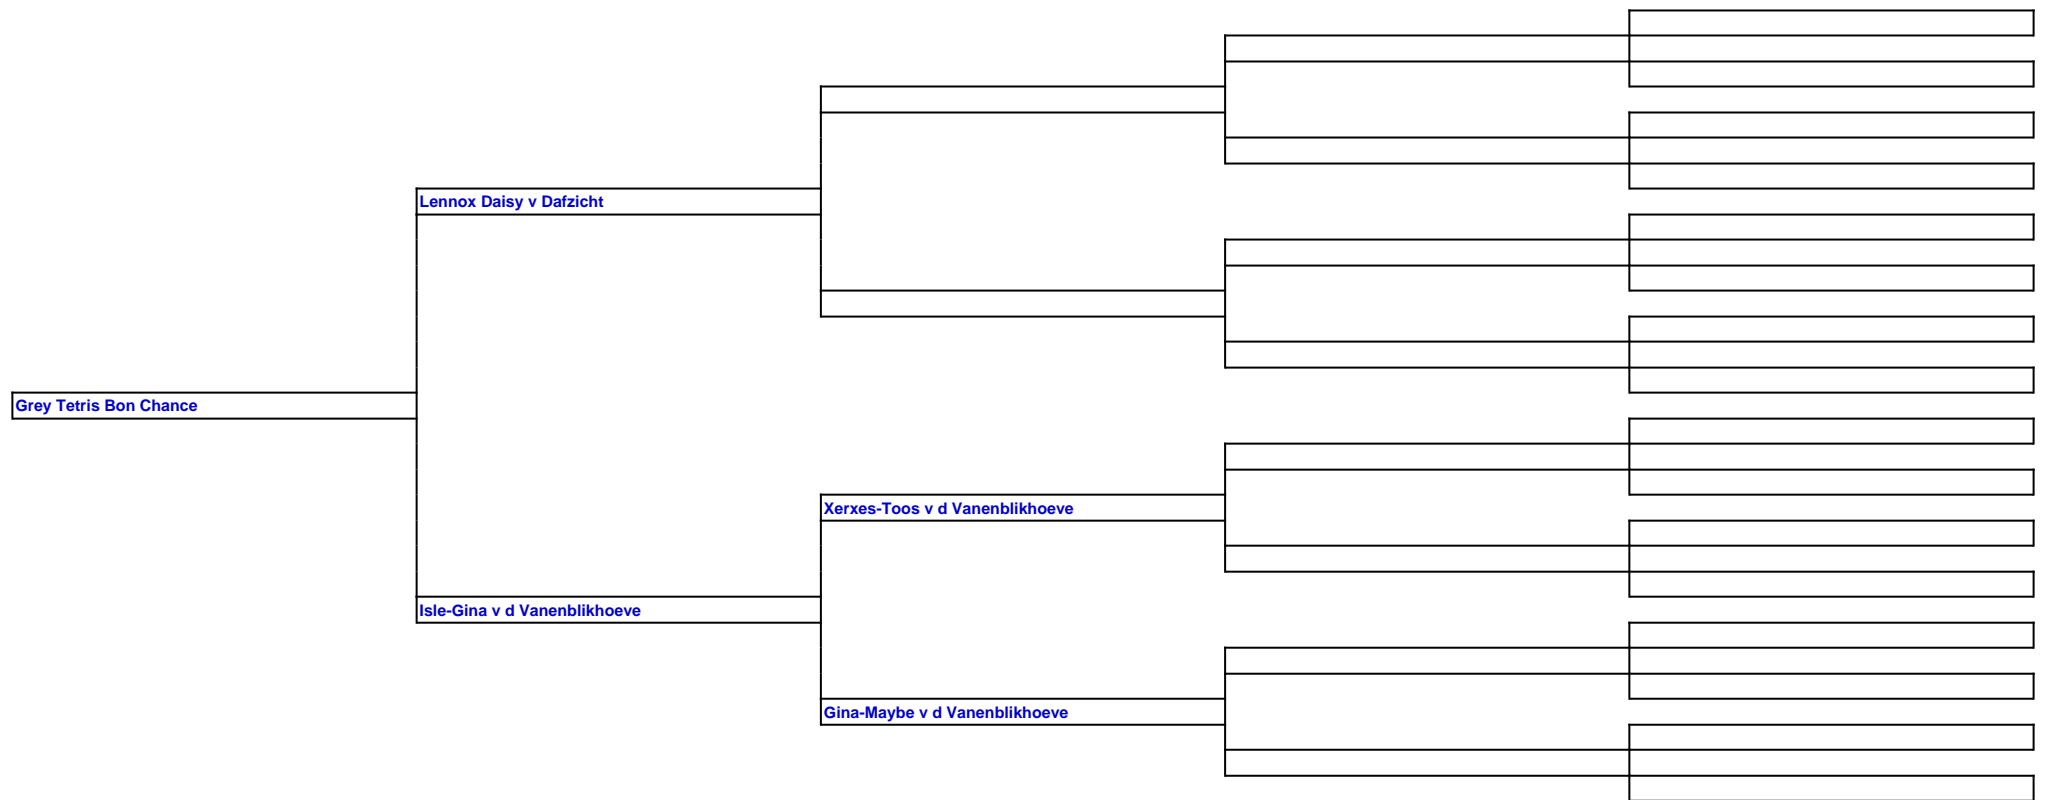 Lennox Daisy v Dafzicht
Grey Tetris Bon Chance
Xerxes-Toos v d Vanenblikhoeve
Isle-Gina v d Vanenblikhoeve
Gina-Maybe v d Vanenblikhoeve